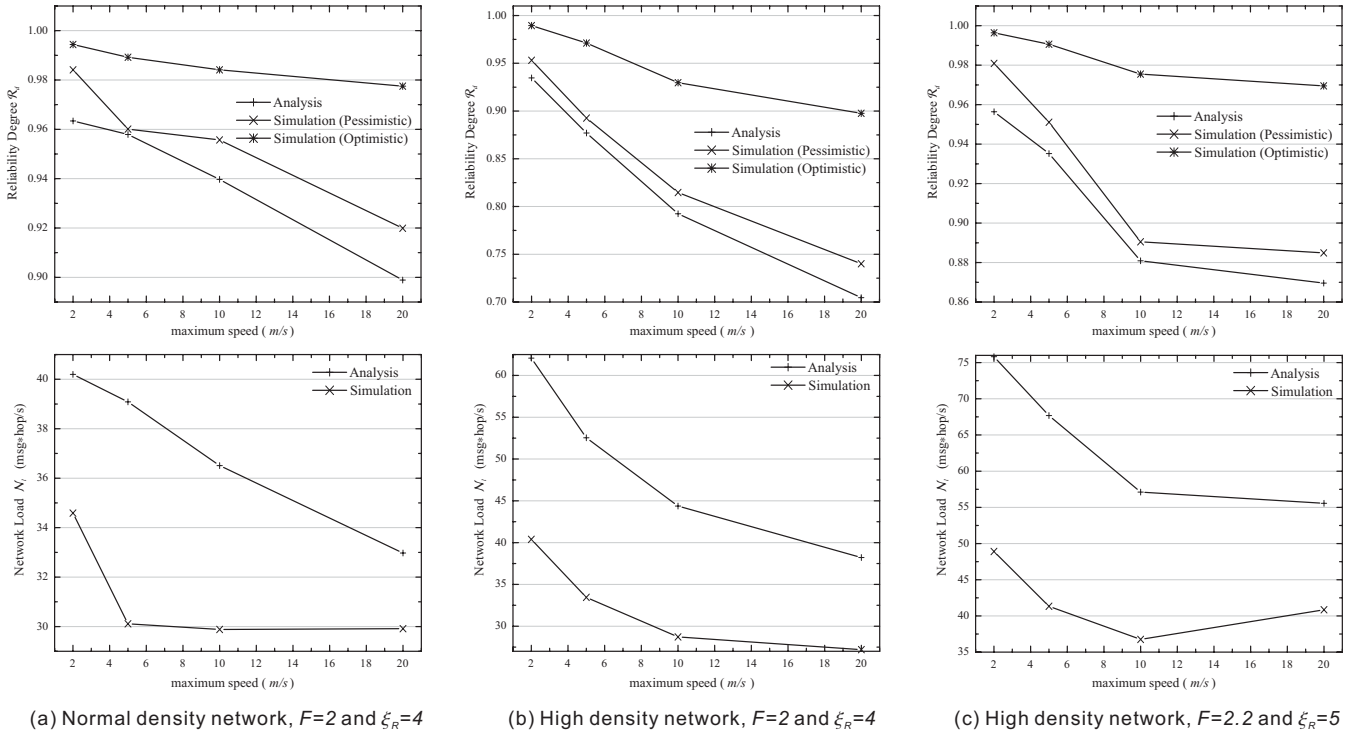 1.00
0.98
0.96
0.94
0.92
0.90
Reliability Degree ℛd
Analysis
Simulation (Pessimistic)
Simulation (Optimistic)
2 4 6 8 10 12 14 16 18 20
maximum speed ( m/s )
1.00
0.95
0.90
0.85
0.80
0.75
0.70
Reliability Degree ℛd
Analysis
Simulation (Pessimistic)
Simulation (Optimistic)
2 4 6 8 10 12 14 16 18 20
maximum speed ( m/s )
1.00
0.98
0.96
0.94
0.92
0.90
0.88
0.86
Reliability Degree ℛd
Analysis
Simulation (Pessimistic)
Simulation (Optimistic)
2 4 6 8 10 12 14 16 18 20
maximum speed ( m/s )
40
38
36
34
32
30
Network Load 𝒩l (msg*hop/s)
Analysis
Simulation
2 4 6 8 10 12 14 16 18 20
maximum speed ( m/s )
60
55
50
45
40
35
30
Network Load 𝒩l (msg*hop/s)
Analysis
Simulation
2 4 6 8 10 12 14 16 18 20
maximum speed ( m/s )
75
70
65
60
55
50
45
40
35
Network Load 𝒩l (msg*hop/s)
Analysis
Simulation
2 4 6 8 10 12 14 16 18 20
maximum speed ( m/s )
(a) Normal density network, F=2 and ξR=4
(b) High density network, F=2 and ξR=4
(c) High density network, F=2.2 and ξR=5